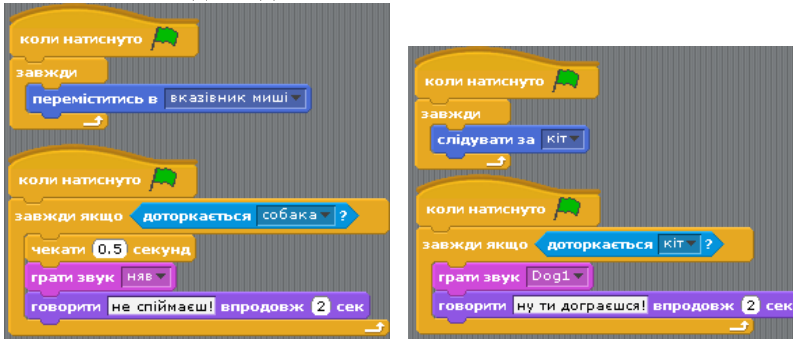 коли натиснуто
завжди
переміститись в вказівник миші
коли натиснуто
завжди якщо доторкається собака ?
чекати 0.5 секунд
грати звук няв
говорити не спіймаєш! впродовж 2 сек
коли натиснуто
завжди
слідувати за кіт
коли натиснуто
завжди якщо доторкається кіт ?
грати звук Dog1
говорити ну ти дограєшся! впродовж 2 сек